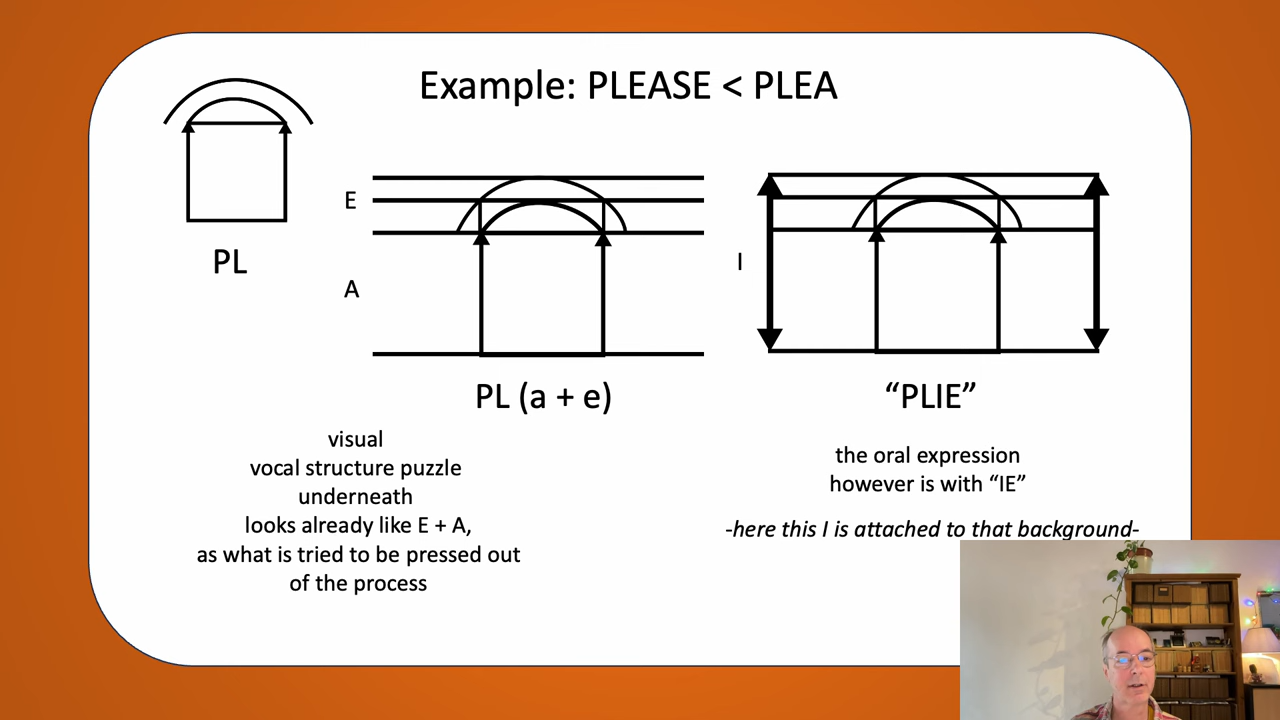 Example: PLEASE < PLEA
PL
E
A
PL (a + e)
I
“PLIE”
visual
vocal structure puzzle
underneath
looks already like E + A,
as what is tried to be pressed out
of the process
the oral expression
however is with “IE”
-here this I is attached to that background-